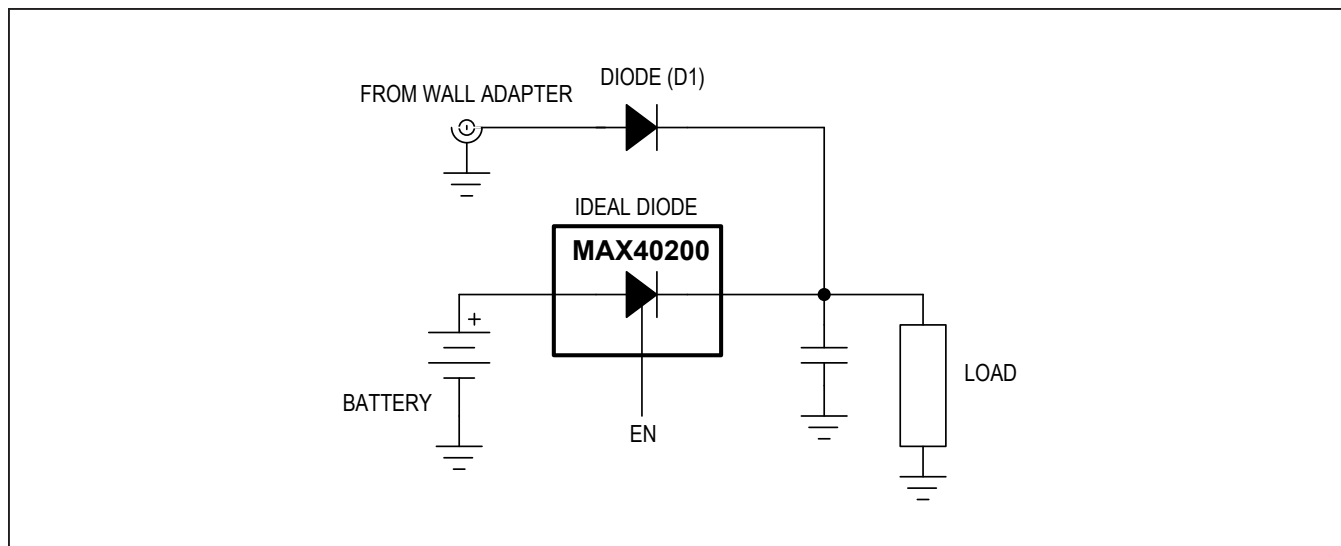 DIODE (D1)
FROM WALL ADAPTER
IDEAL DIODE
MAX40200
+
BATTERY
EN
LOAD